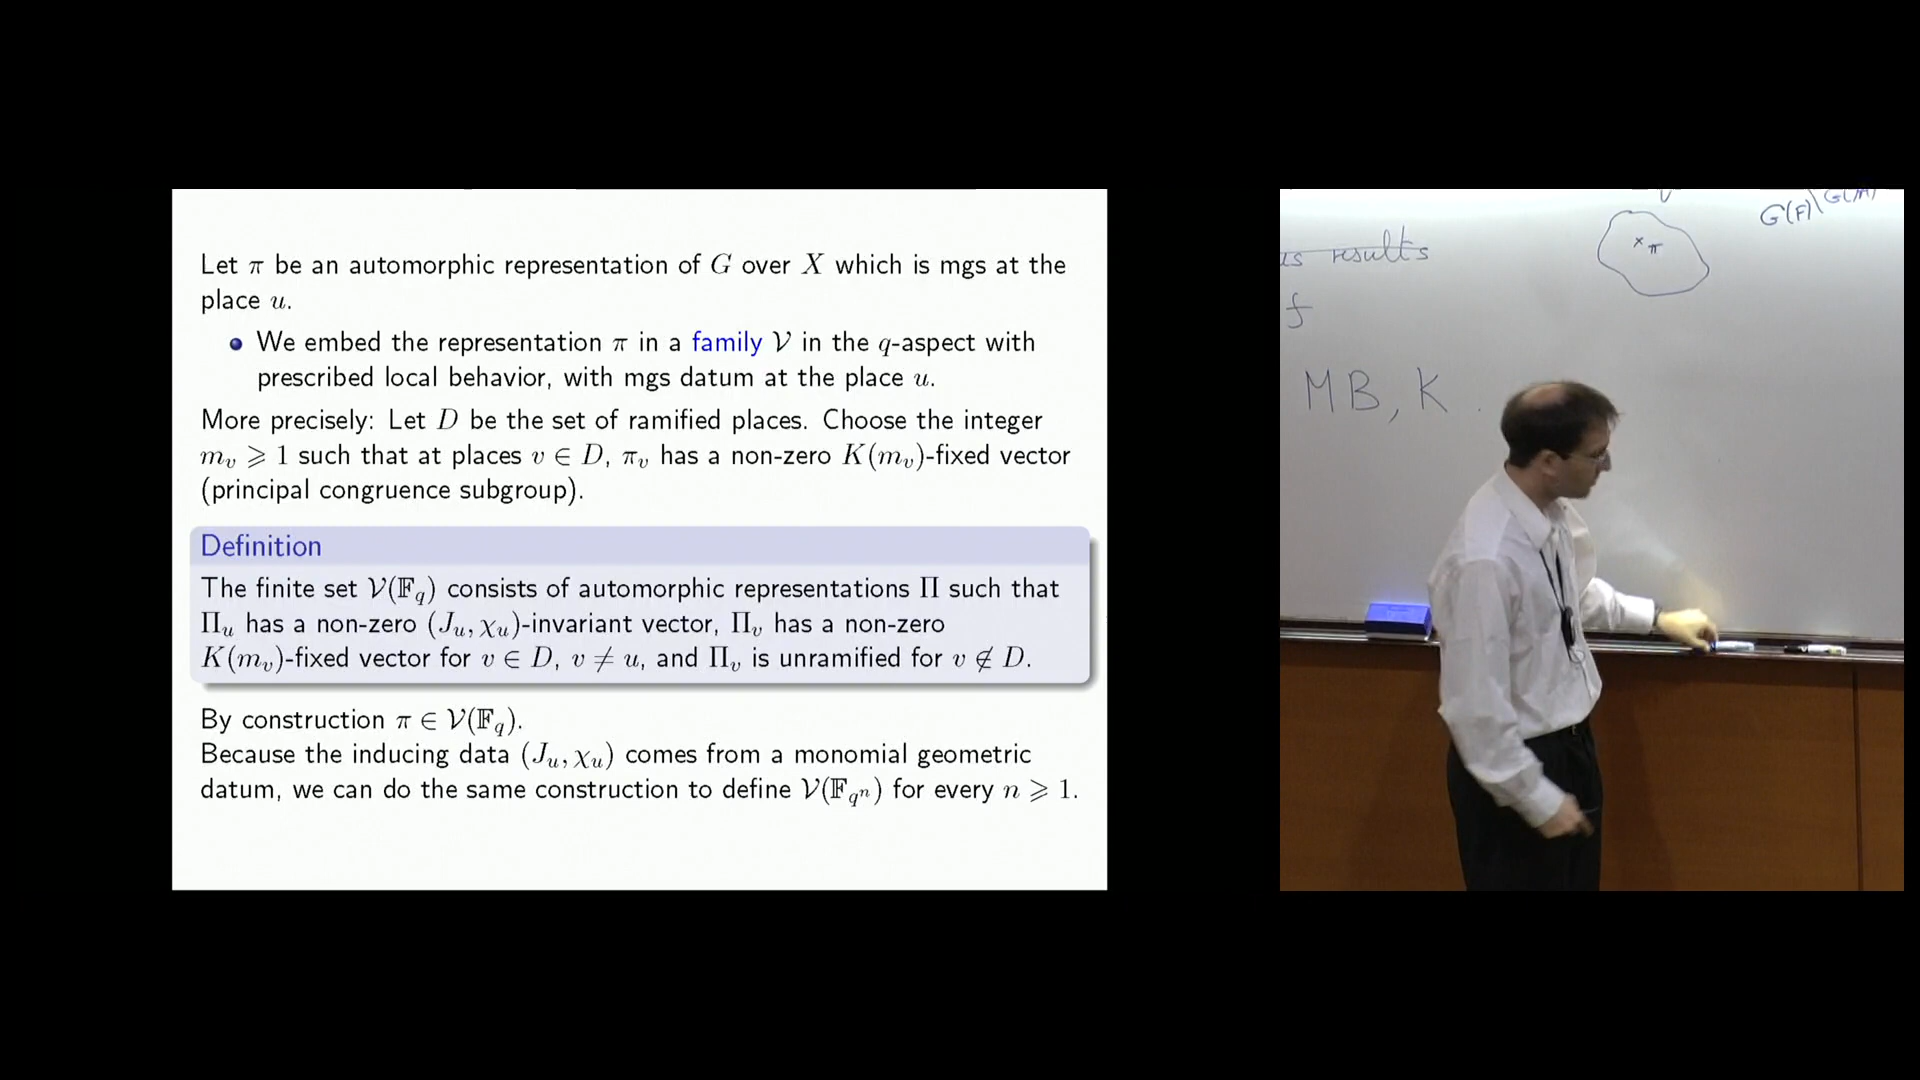 Let π be an automorphic representation of G over X which is mgs at the
place u.
• We embed the representation π in a family 𝒱 in the q-aspect with
prescribed local behavior, with mgs datum at the place u.
More precisely: Let D be the set of ramified places. Choose the integer
m_v ⩾ 1 such that at places v ∈ D, π_v has a non-zero K(m_v)-fixed vector
(principal congruence subgroup).
Definition
The finite set 𝒱(𝔽_q) consists of automorphic representations Π such that
Π_u has a non-zero (J_u, χ_u)-invariant vector, Π_v has a non-zero
K(m_v)-fixed vector for v ∈ D, v ≠ u, and Π_v is unramified for v ∉ D.
By construction π ∈ 𝒱(𝔽_q).
Because the inducing data (J_u, χ_u) comes from a monomial geometric
datum, we can do the same construction to define 𝒱(𝔽_{q^n}) for every n ⩾ 1.
G(F)\G(A)
x π
us results
f
MB, K .